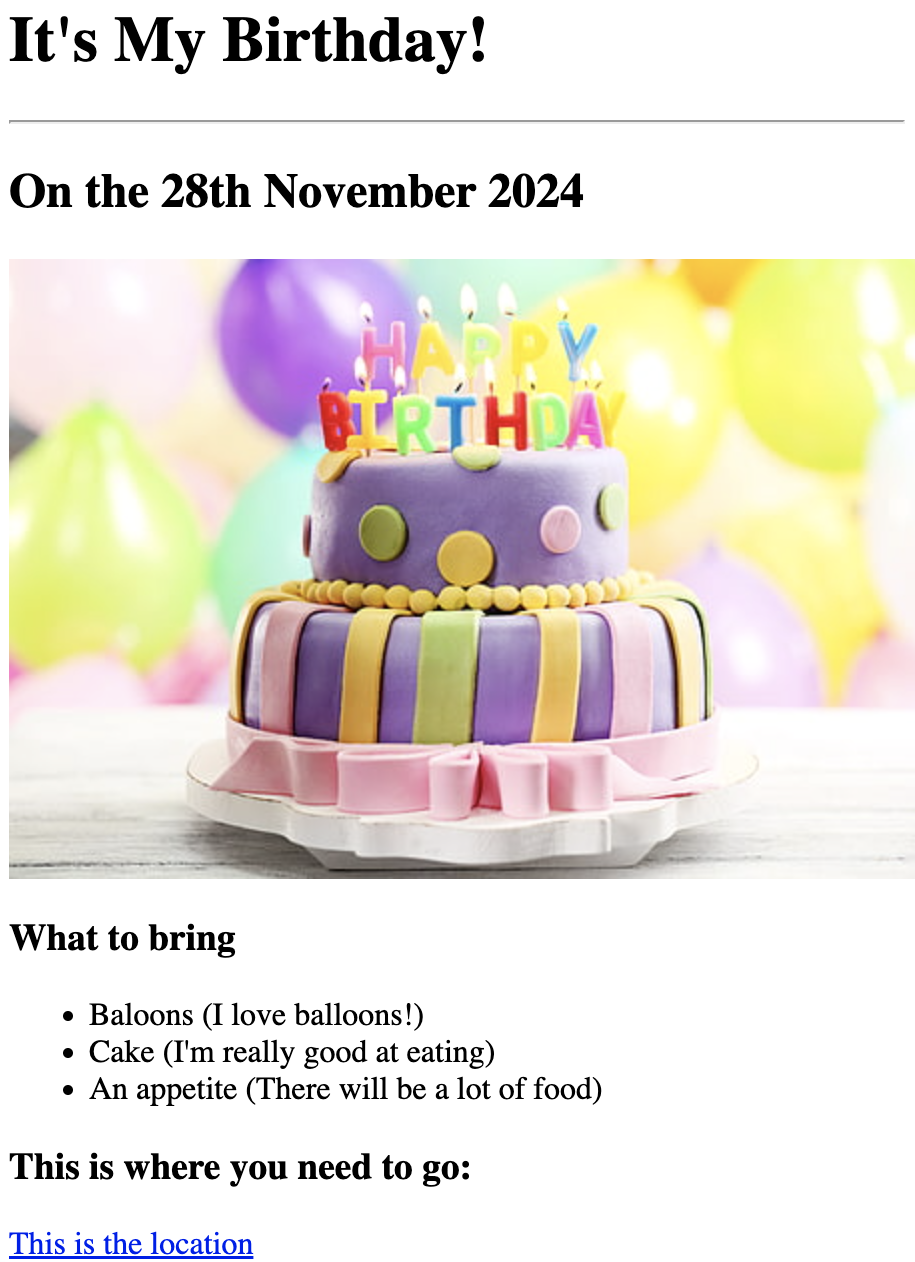 It's My Birthday!
On the 28th November 2024
HAPPY
BIRTHDAY
What to bring
Baloons (I love balloons!)
Cake (I'm really good at eating)
An appetite (There will be a lot of food)
This is where you need to go:
This is the location